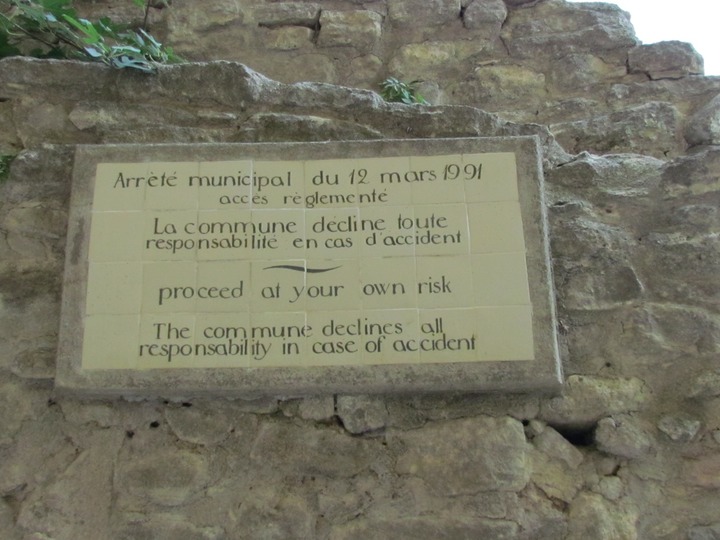 Arrèté municipal du 12 mars 1991
accès règlementé
La commune décline toute
responsabilité en cas d'accident
proceed at your own risk
The commune declines all
responsability in case of accident